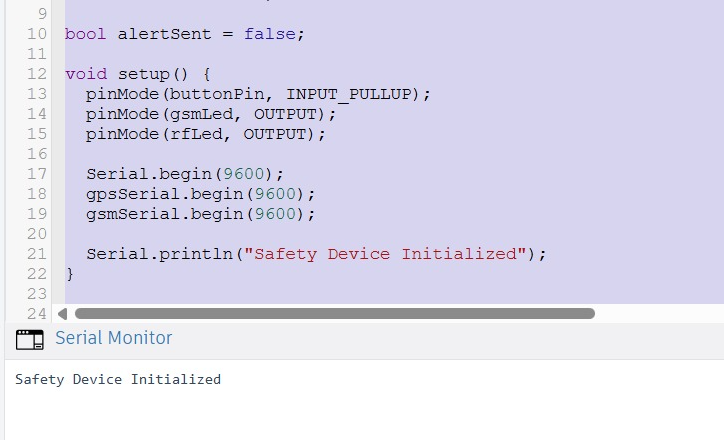 9
10 bool alertSent = false;
11
12 void setup() {
13   pinMode(buttonPin, INPUT_PULLUP);
14   pinMode(gsmLed, OUTPUT);
15   pinMode(rfLed, OUTPUT);
16
17   Serial.begin(9600);
18   gpsSerial.begin(9600);
19   gsmSerial.begin(9600);
20
21   Serial.println("Safety Device Initialized");
22 }
23
24
Serial Monitor
Safety Device Initialized